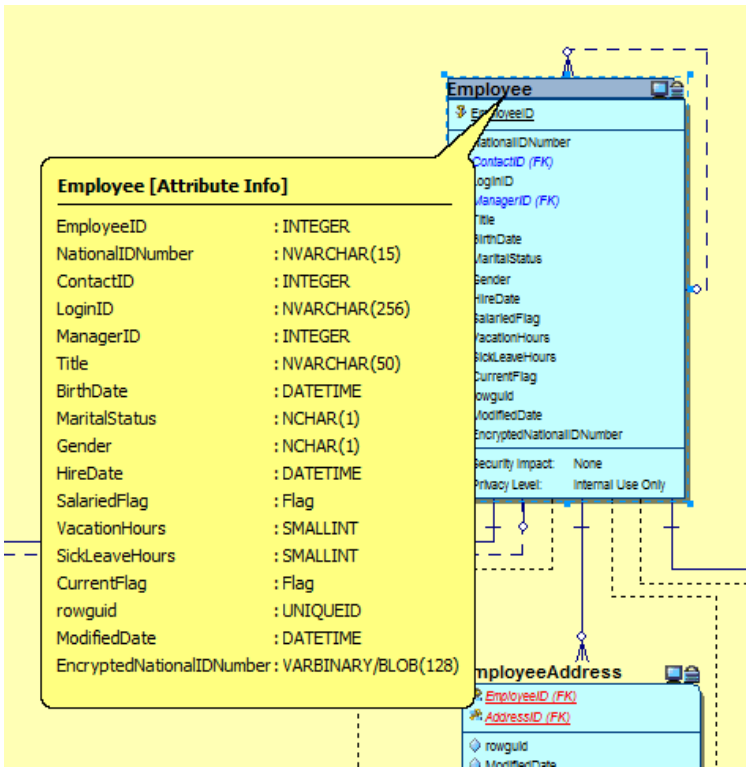 Employee
EmployeeID
NationalIDNumber
ContactID (FK)
LoginID
ManagerID (FK)
Title
BirthDate
MaritalStatus
Gender
HireDate
SalariedFlag
VacationHours
SickLeaveHours
CurrentFlag
rowguid
ModifiedDate
EncryptedNationalIDNumber
Security Impact: None
Privacy Level: Internal Use Only
Employee [Attribute Info]
EmployeeID : INTEGER
NationalIDNumber : NVARCHAR(15)
ContactID : INTEGER
LoginID : NVARCHAR(256)
ManagerID : INTEGER
Title : NVARCHAR(50)
BirthDate : DATETIME
MaritalStatus : NCHAR(1)
Gender : NCHAR(1)
HireDate : DATETIME
SalariedFlag : Flag
VacationHours : SMALLINT
SickLeaveHours : SMALLINT
CurrentFlag : Flag
rowguid : UNIQUEID
ModifiedDate : DATETIME
EncryptedNationalIDNumber : VARBINARY/BLOB(128)
EmployeeAddress
EmployeeID (FK)
AddressID (FK)
rowguid
ModifiedDate